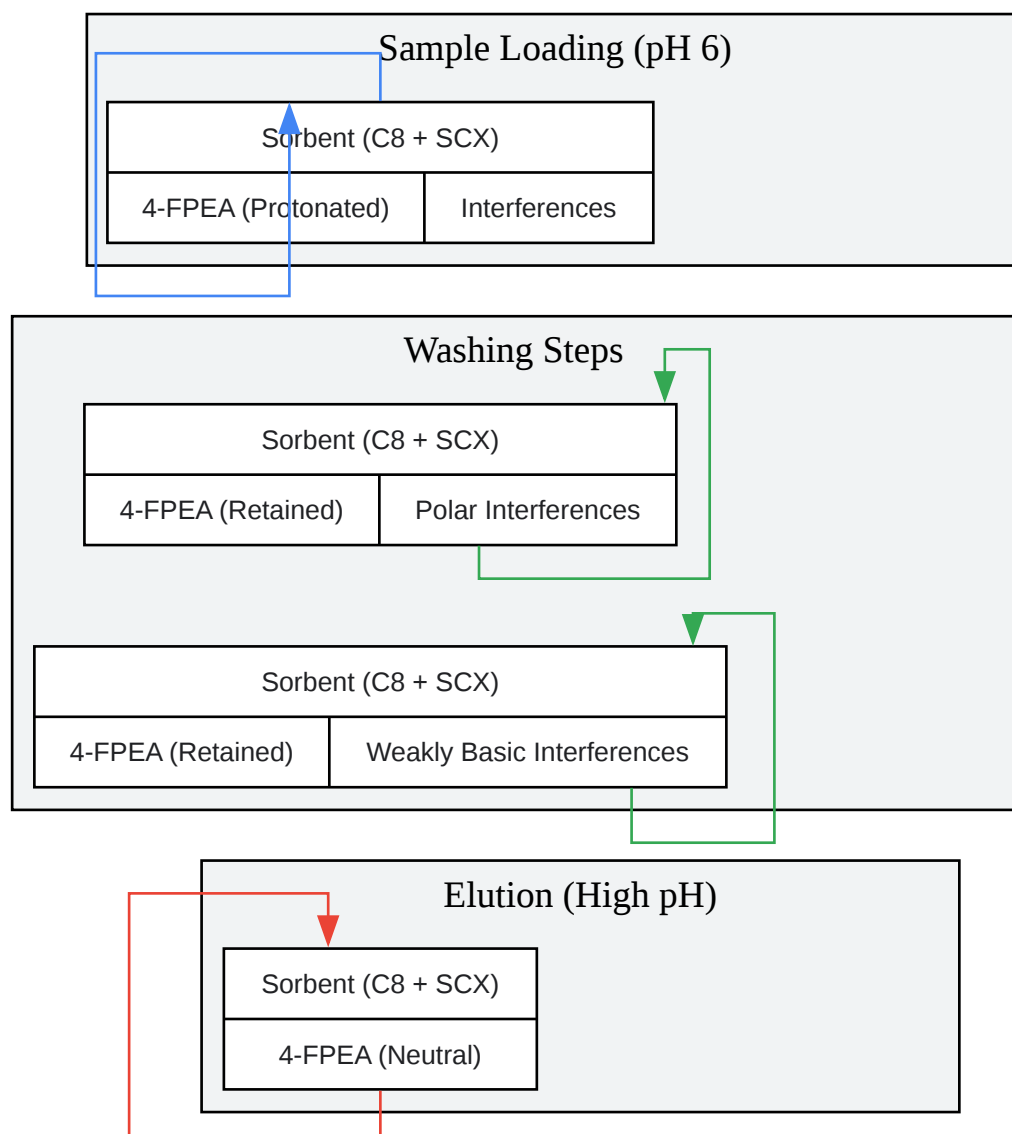 Sample Loading (pH 6)
Sorbent (C8 + SCX)
4-FPEA (Protonated)
Interferences
Washing Steps
Sorbent (C8 + SCX)
4-FPEA (Retained)
Polar Interferences
Sorbent (C8 + SCX)
4-FPEA (Retained)
Weakly Basic Interferences
Elution (High pH)
Sorbent (C8 + SCX)
4-FPEA (Neutral)